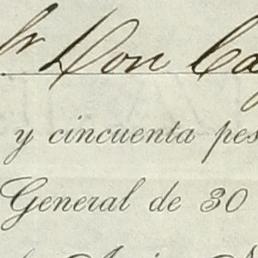 Sr Don Ca
y cincuenta pes
General de 30